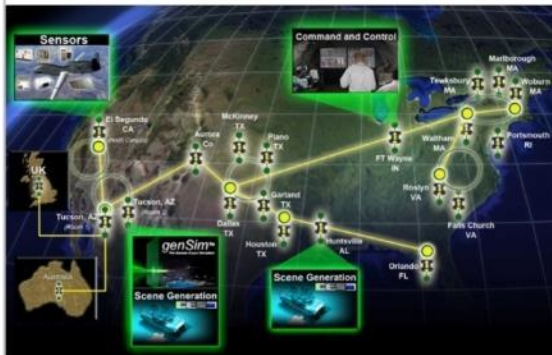 Sensors
Command and Control
Marlborough
MA
Tewksbury
MA
Woburn
MA
El Segundo
CA
McKinney
TX
Plano
TX
Aurora
Co
Waltham
MA
Portsmouth
RI
FT Wayne
IN
UK
Roslyn
VA
Falls Church
VA
Tucson, AZ
Tucson, AZ
Garland
TX
Dallas
TX
Houston
TX
Huntsville
AL
Orlando
FL
Australia
genSim
Scene Generation
Scene Generation